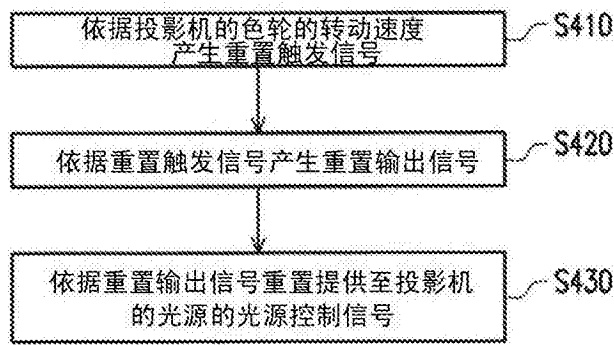 依据投影机的色轮的转动速度
产生重置触发信号
S410
依据重置触发信号产生重置输出信号
S420
依据重置输出信号重置提供至投影机
的光源的光源控制信号
S430